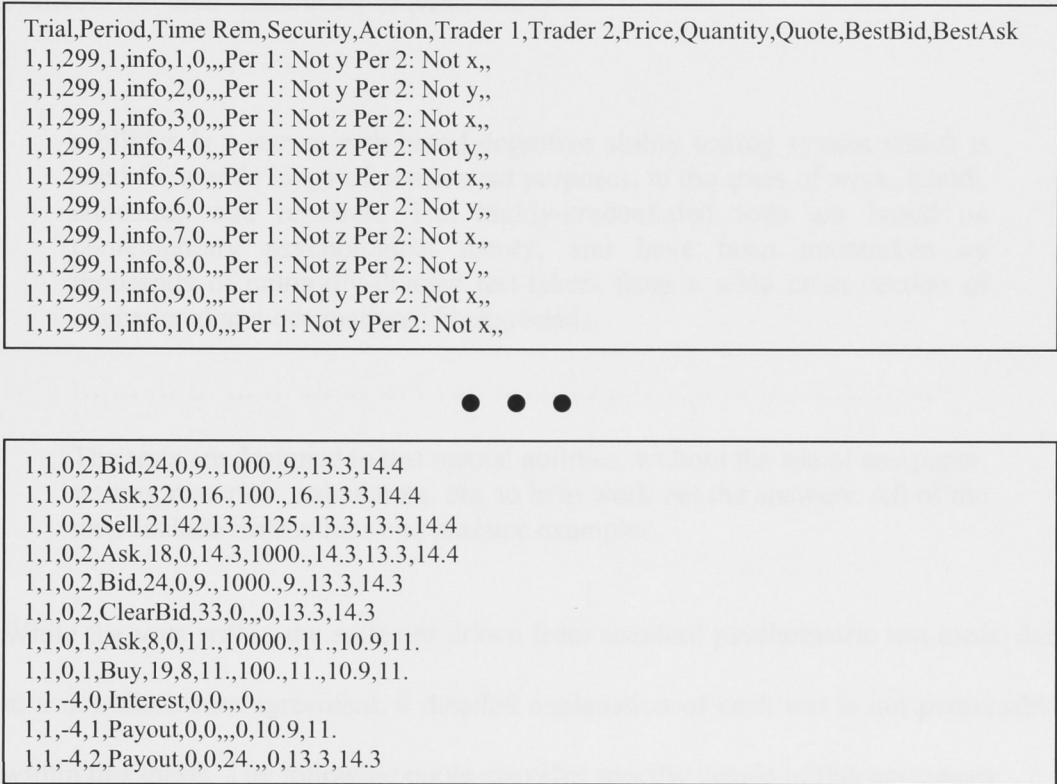 Trial,Period,Time Rem,Security,Action,Trader 1,Trader 2,Price,Quantity,Quote,BestBid,BestAsk
1,1,299,1,info,1,0,,,Per 1: Not y Per 2: Not x,,
1,1,299,1,info,2,0,,,Per 1: Not y Per 2: Not y,,
1,1,299,1,info,3,0,,,Per 1: Not z Per 2: Not x,,
1,1,299,1,info,4,0,,,Per 1: Not z Per 2: Not y,,
1,1,299,1,info,5,0,,,Per 1: Not y Per 2: Not x,,
1,1,299,1,info,6,0,,,Per 1: Not y Per 2: Not y,,
1,1,299,1,info,7,0,,,Per 1: Not z Per 2: Not x,,
1,1,299,1,info,8,0,,,Per 1: Not z Per 2: Not y,,
1,1,299,1,info,9,0,,,Per 1: Not y Per 2: Not x,,
1,1,299,1,info,10,0,,,Per 1: Not y Per 2: Not x,,
● ● ●
1,1,0,2,Bid,24,0,9.,1000.,9.,13.3,14.4
1,1,0,2,Ask,32,0,16.,100.,16.,13.3,14.4
1,1,0,2,Sell,21,42,13.3,125.,13.3,13.3,14.4
1,1,0,2,Ask,18,0,14.3,1000.,14.3,13.3,14.4
1,1,0,2,Bid,24,0,9.,1000.,9.,13.3,14.3
1,1,0,2,ClearBid,33,0,,,0,13.3,14.3
1,1,0,1,Ask,8,0,11.,10000.,11.,10.9,11.
1,1,0,1,Buy,19,8,11.,100.,11.,10.9,11.
1,1,-4,0,Interest,0,0,,,0,,
1,1,-4,1,Payout,0,0,,,0,10.9,11.
1,1,-4,2,Payout,0,0,24.,,0,13.3,14.3